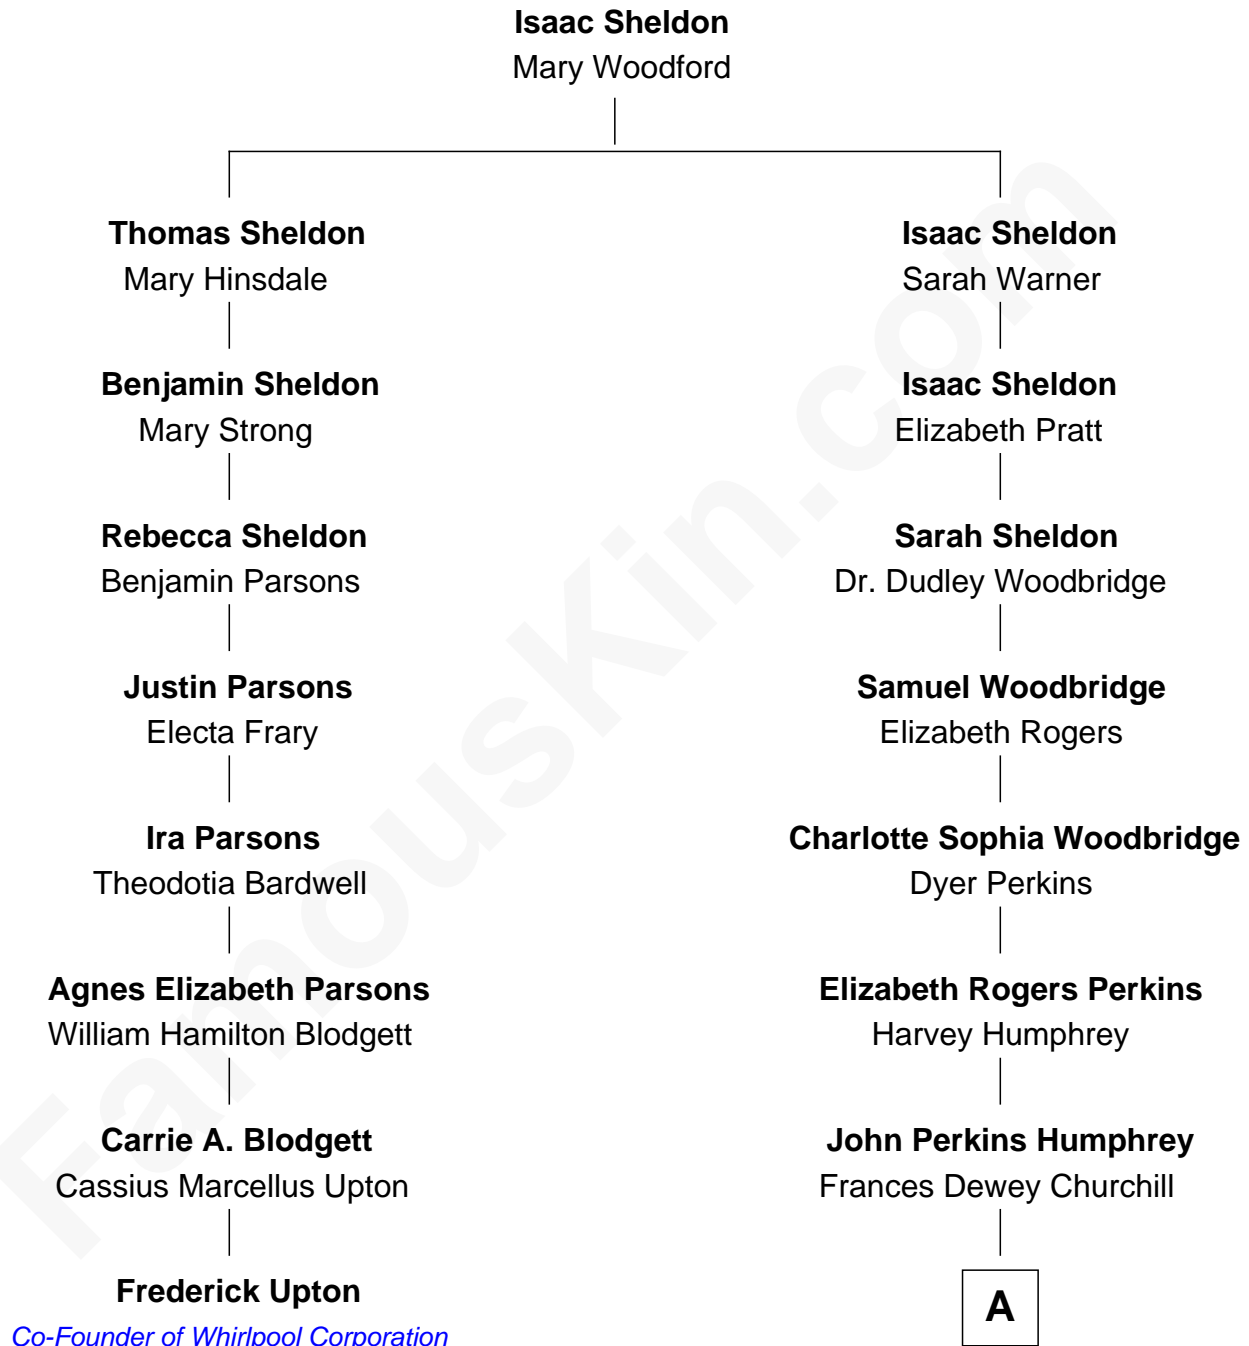 Isaac Sheldon
Mary Woodford
Thomas Sheldon
Mary Hinsdale
Isaac Sheldon
Sarah Warner
Benjamin Sheldon
Mary Strong
Isaac Sheldon
Elizabeth Pratt
Rebecca Sheldon
Benjamin Parsons
Sarah Sheldon
Dr. Dudley Woodbridge
Justin Parsons
Electa Frary
Samuel Woodbridge
Elizabeth Rogers
Ira Parsons
Theodotia Bardwell
Charlotte Sophia Woodbridge
Dyer Perkins
Agnes Elizabeth Parsons
William Hamilton Blodgett
Elizabeth Rogers Perkins
Harvey Humphrey
Carrie A. Blodgett
Cassius Marcellus Upton
John Perkins Humphrey
Frances Dewey Churchill
Frederick Upton
Co-Founder of Whirlpool Corporation
A
FamousKin.com